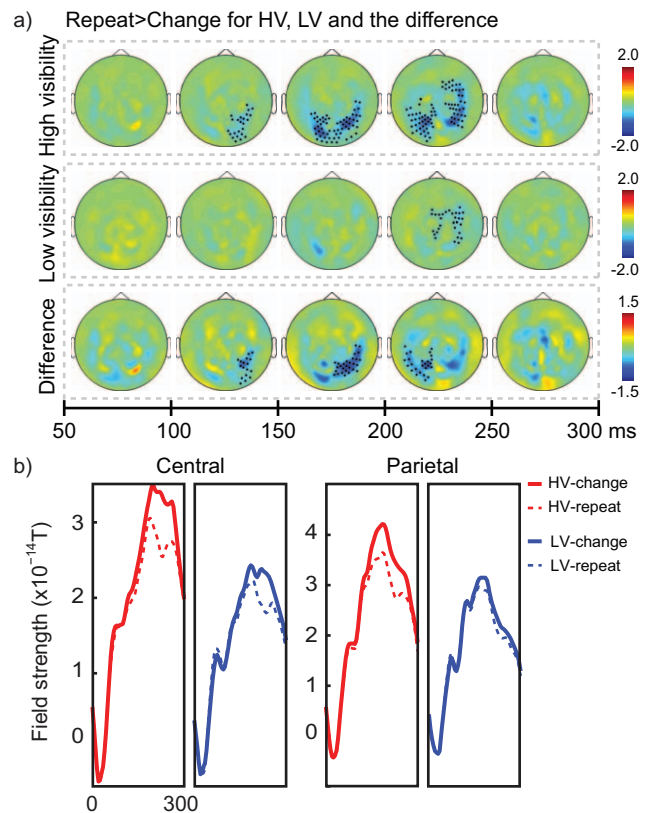 a) Repeat>Change for HV, LV and the difference
High visibility
2.0
-2.0
Low visibility
2.0
-2.0
Difference
1.5
-1.5
50 100 150 200 250 300 ms
b) Central Parietal
Field strength (x10⁻¹⁴T)
3
2
1
0
4
3
2
1
0
HV-change
HV-repeat
LV-change
LV-repeat
0 300